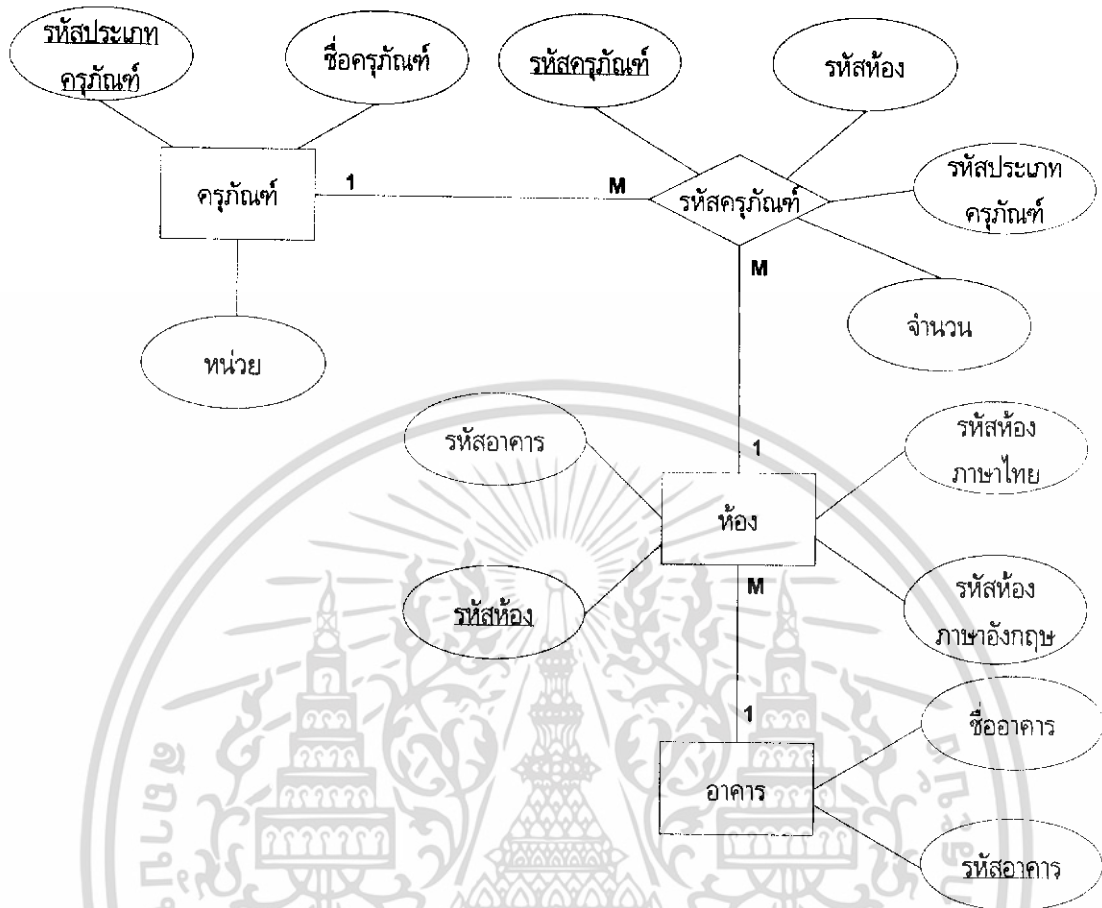 รหัสประเภท
ครุภัณฑ์
ชื่อครุภัณฑ์
รหัสครุภัณฑ์
รหัสห้อง
ครุภัณฑ์
1
M
รหัสครุภัณฑ์
รหัสประเภท
ครุภัณฑ์
M
จำนวน
หน่วย
รหัสอาคาร
1
รหัสห้อง
ภาษาไทย
ห้อง
รหัสห้อง
M
รหัสห้อง
ภาษาอังกฤษ
1
ชื่ออาคาร
อาคาร
รหัสอาคาร